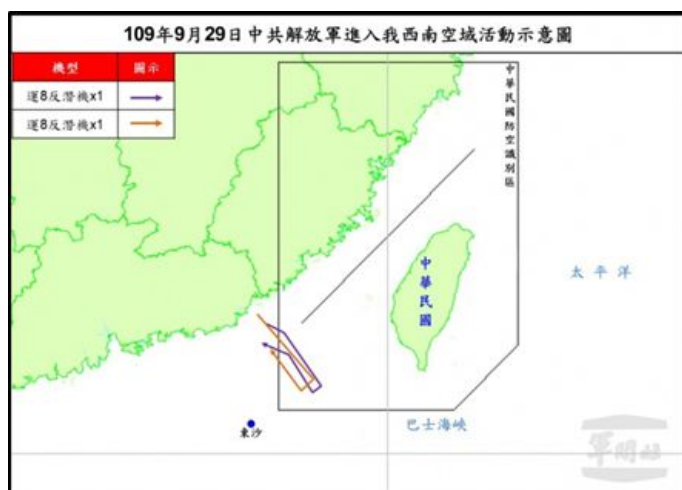 109年9月29日中共解放軍進入我西南空域活動示意圖
機型 圖示
運8反潛機x1
運8反潛機x1
中華民國防空識別區
中華民國
太平洋
巴士海峽
東沙
軍聞社